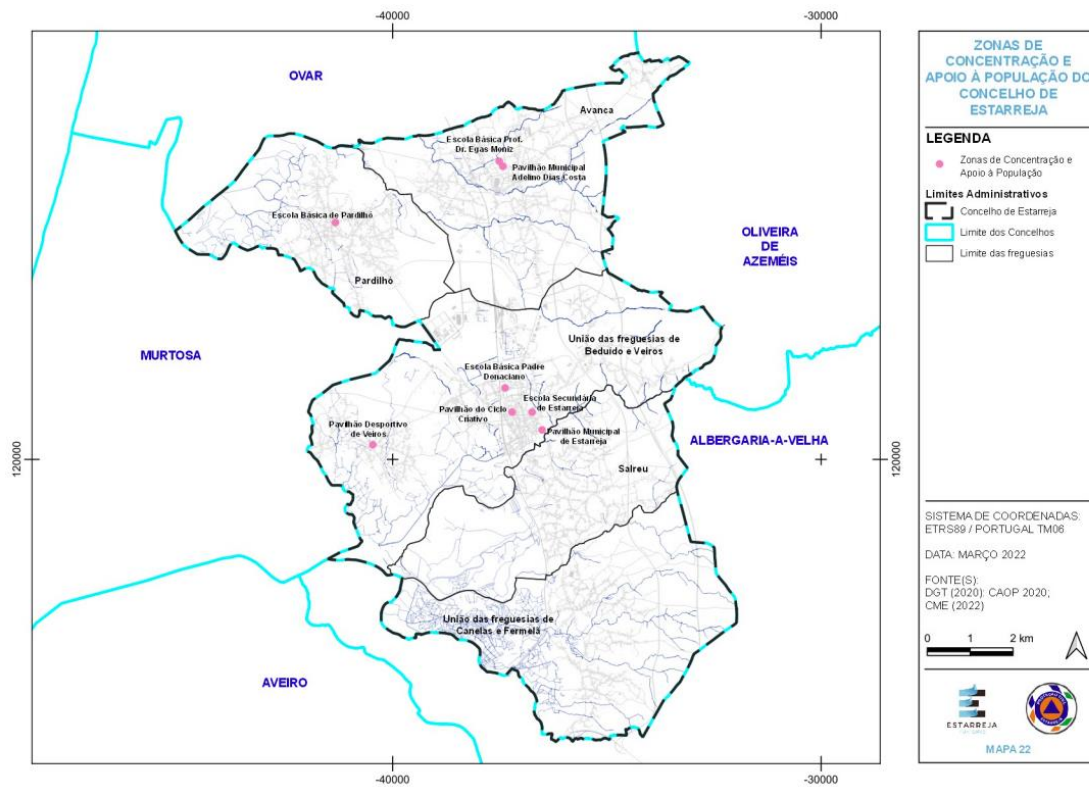 -40000
-30000
OVAR
Avanca
Escola Básica Prof.
Dr. Egas Moniz
Pavilhão Municipal
Adelino Dias Costa
Escola Básica de Pardilhó
Pardilhó
OLIVEIRA
DE
AZEMÉIS
MURTOSA
União das freguesias de
Beduído e Veiros
Escola Básica Padre
Donaciano
Escola Secundária
de Estarreja
Pavilhão do Ciclo
Criativo
Pavilhão Desportivo
de Veiros
Pavilhão Municipal
de Estarreja
ALBERGARIA-A-VELHA
Salreu
120000
120000
União das freguesias de
Canelas e Fermelã
AVEIRO
-40000
-30000
ZONAS DE
CONCENTRAÇÃO E
APOIO À POPULAÇÃO DO
CONCELHO DE
ESTARREJA
LEGENDA
Zonas de Concentração e
Apoio à População
Limites Administrativos
Concelho de Estarreja
Limite dos Concelhos
Limite das freguesias
SISTEMA DE COORDENADAS:
ETRS89 / PORTUGAL TM06
DATA: MARÇO 2022
FONTE(S):
DGT (2020): CAOP 2020;
CME (2022)
0 1 2 km
ESTARREJA
MAPA 22